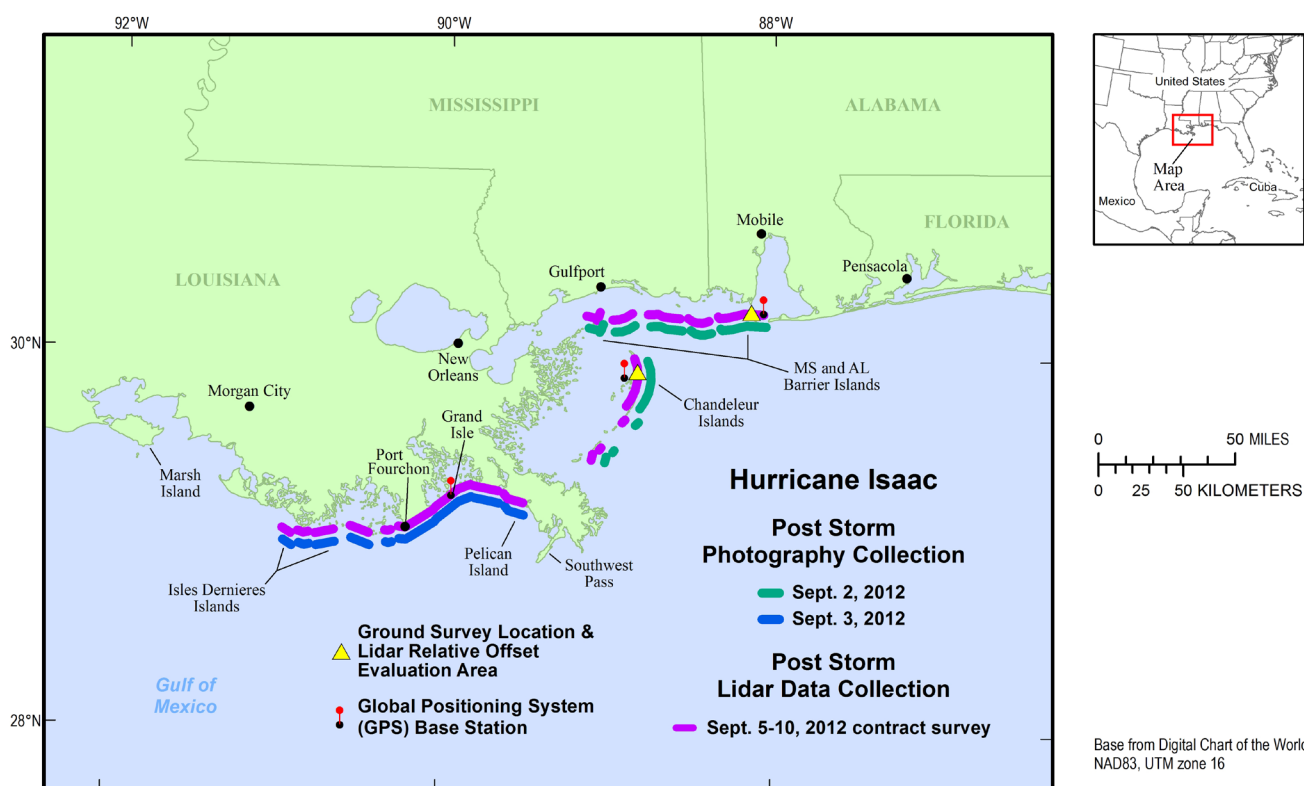 92°W
90°W
88°W
MISSISSIPPI
ALABAMA
FLORIDA
LOUISIANA
Mobile
Gulfport
Pensacola
30°N
New
Orleans
MS and AL
Barrier Islands
Morgan City
Chandeleur
Islands
Grand
Isle
Port
Fourchon
Marsh
Island
Pelican
Island
Southwest
Pass
Isles Dernieres
Islands
Gulf of
Mexico
28°N
Hurricane Isaac
Post Storm
Photography Collection
Sept. 2, 2012
Sept. 3, 2012
Post Storm
Lidar Data Collection
Sept. 5-10, 2012 contract survey
Ground Survey Location &
Lidar Relative Offset
Evaluation Area
Global Positioning System
(GPS) Base Station
United States
Map
Area
Mexico
Cuba
0 50 MILES
0 25 50 KILOMETERS
Base from Digital Chart of the World
NAD83, UTM zone 16